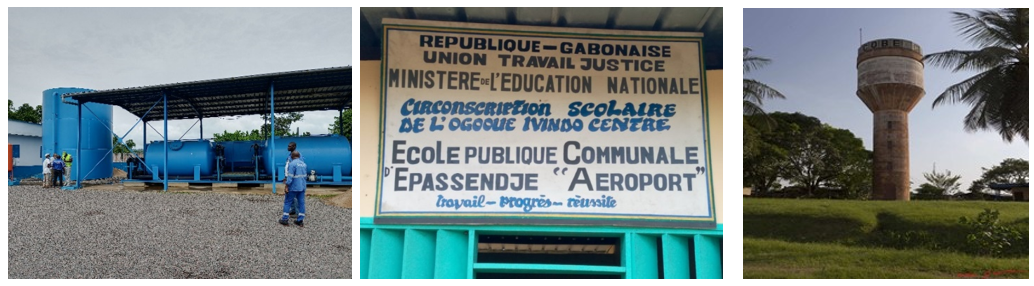 REPUBLIQUE-GABONAISE
UNION TRAVAIL JUSTICE
MINISTERE DE L'EDUCATION NATIONALE
CIRCONSCRIPTION SCOLAIRE
DE L'OGOOUE IVINDO CENTRE.
ECOLE PUBLIQUE COMMUNALE
D'EPASSENDJE "AEROPORT"
travail - progrès - réussite